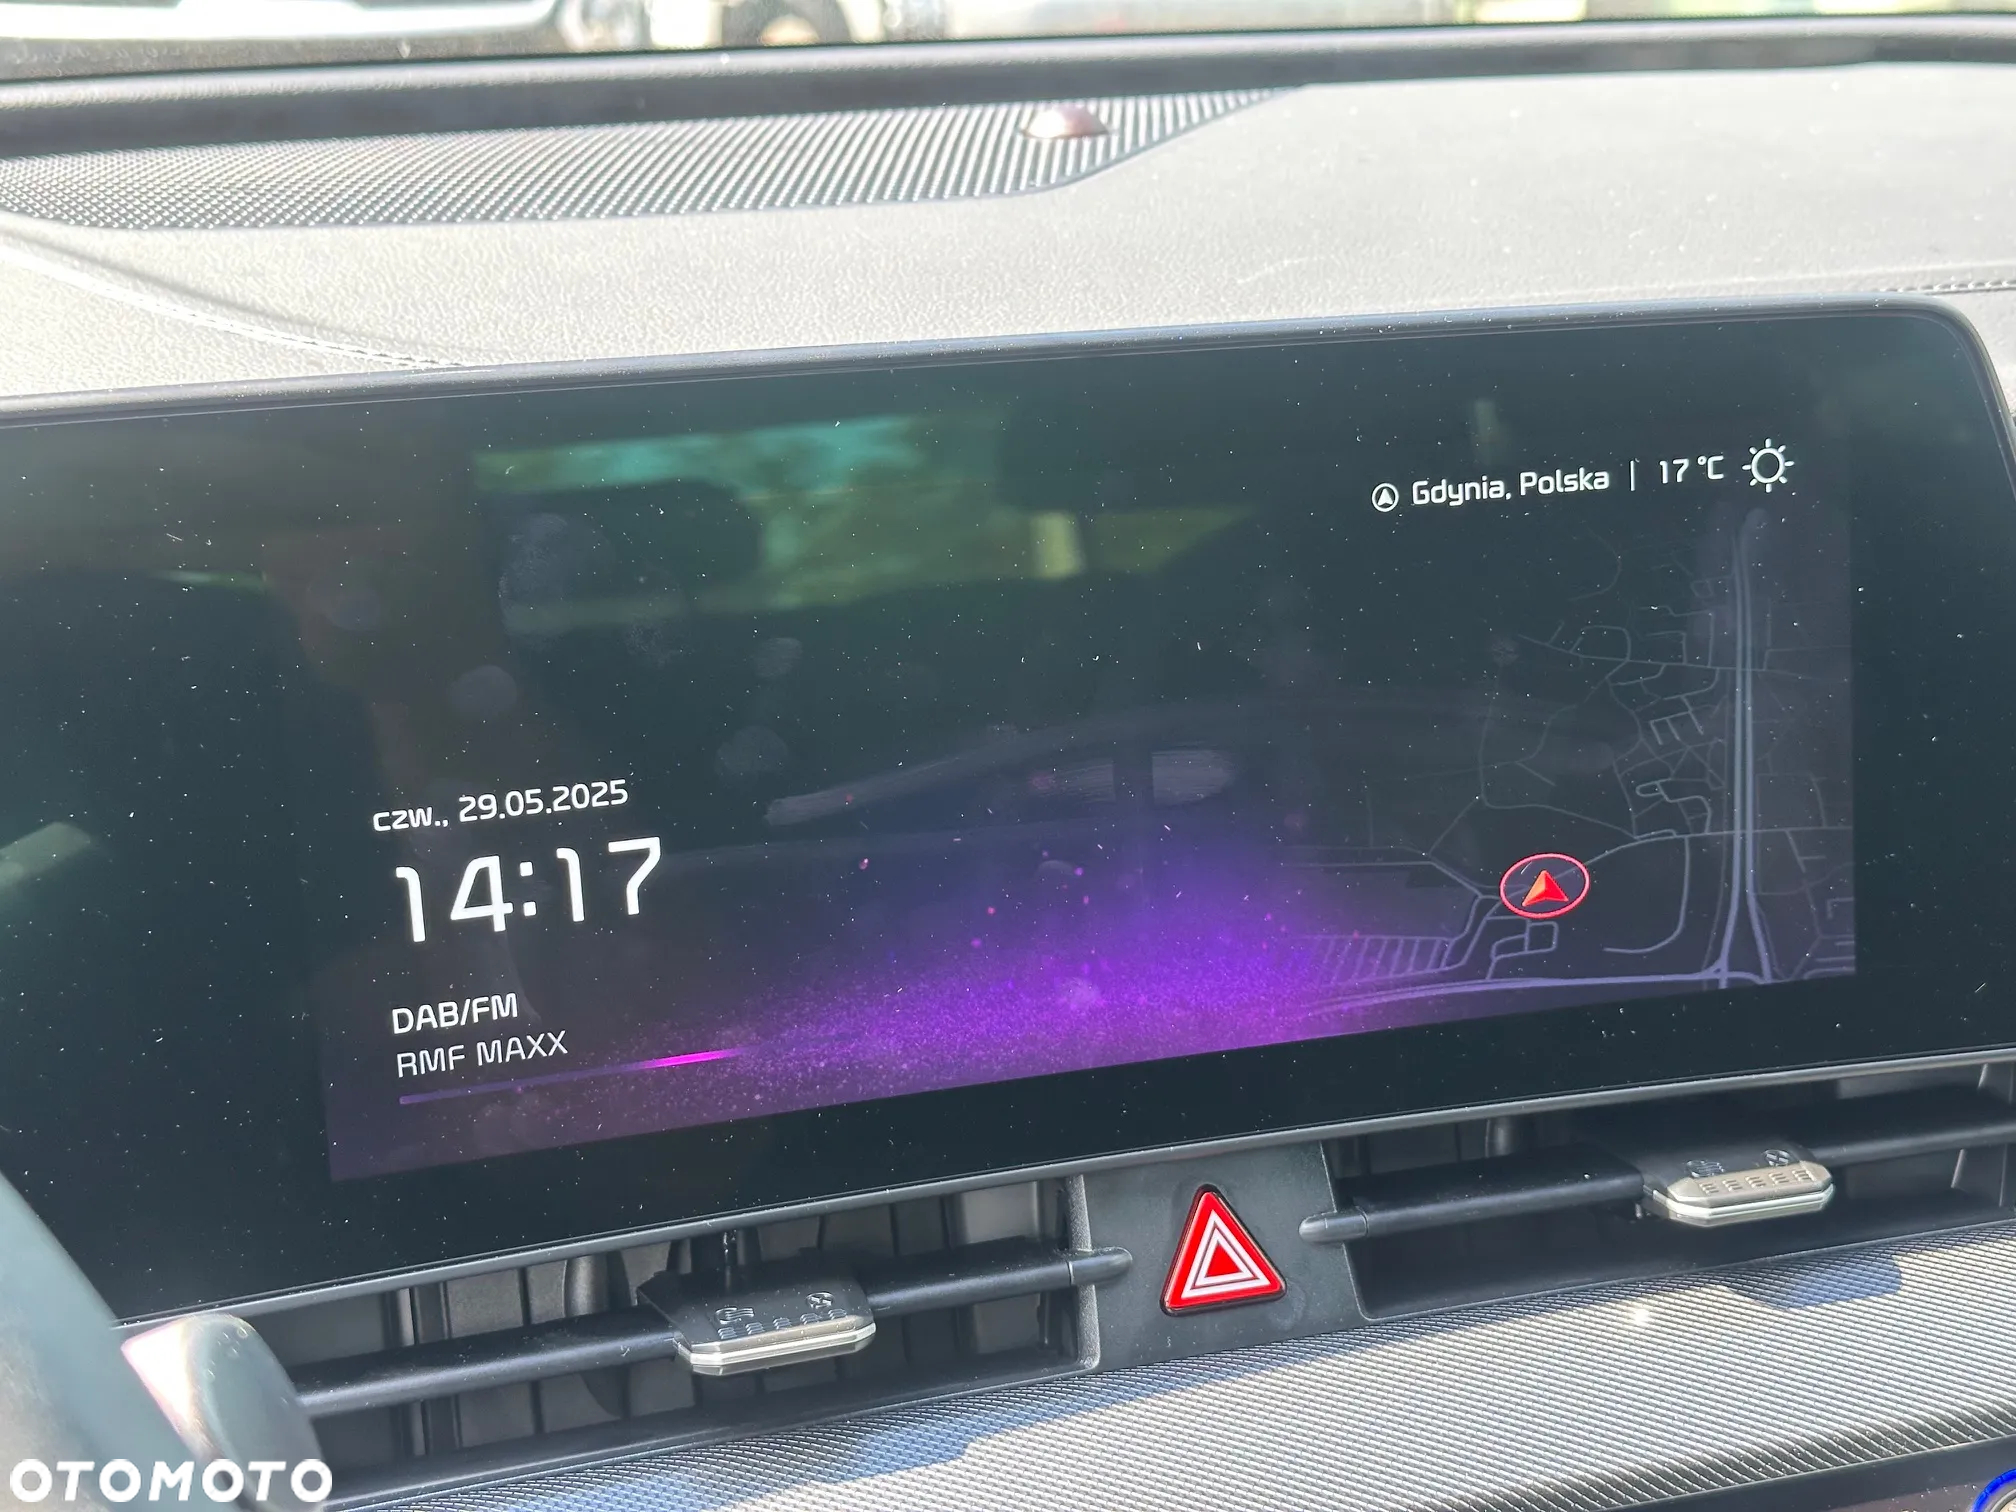 Gdynia, Polska | 17 °C
czw., 29.05.2025
14:17
DAB/FM
RMF MAXX
OTOMOTO